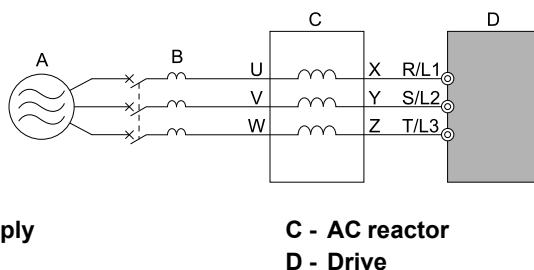 C D
A B
U X R/L1
V Y S/L2
W Z T/L3
ply C - AC reactor
D - Drive